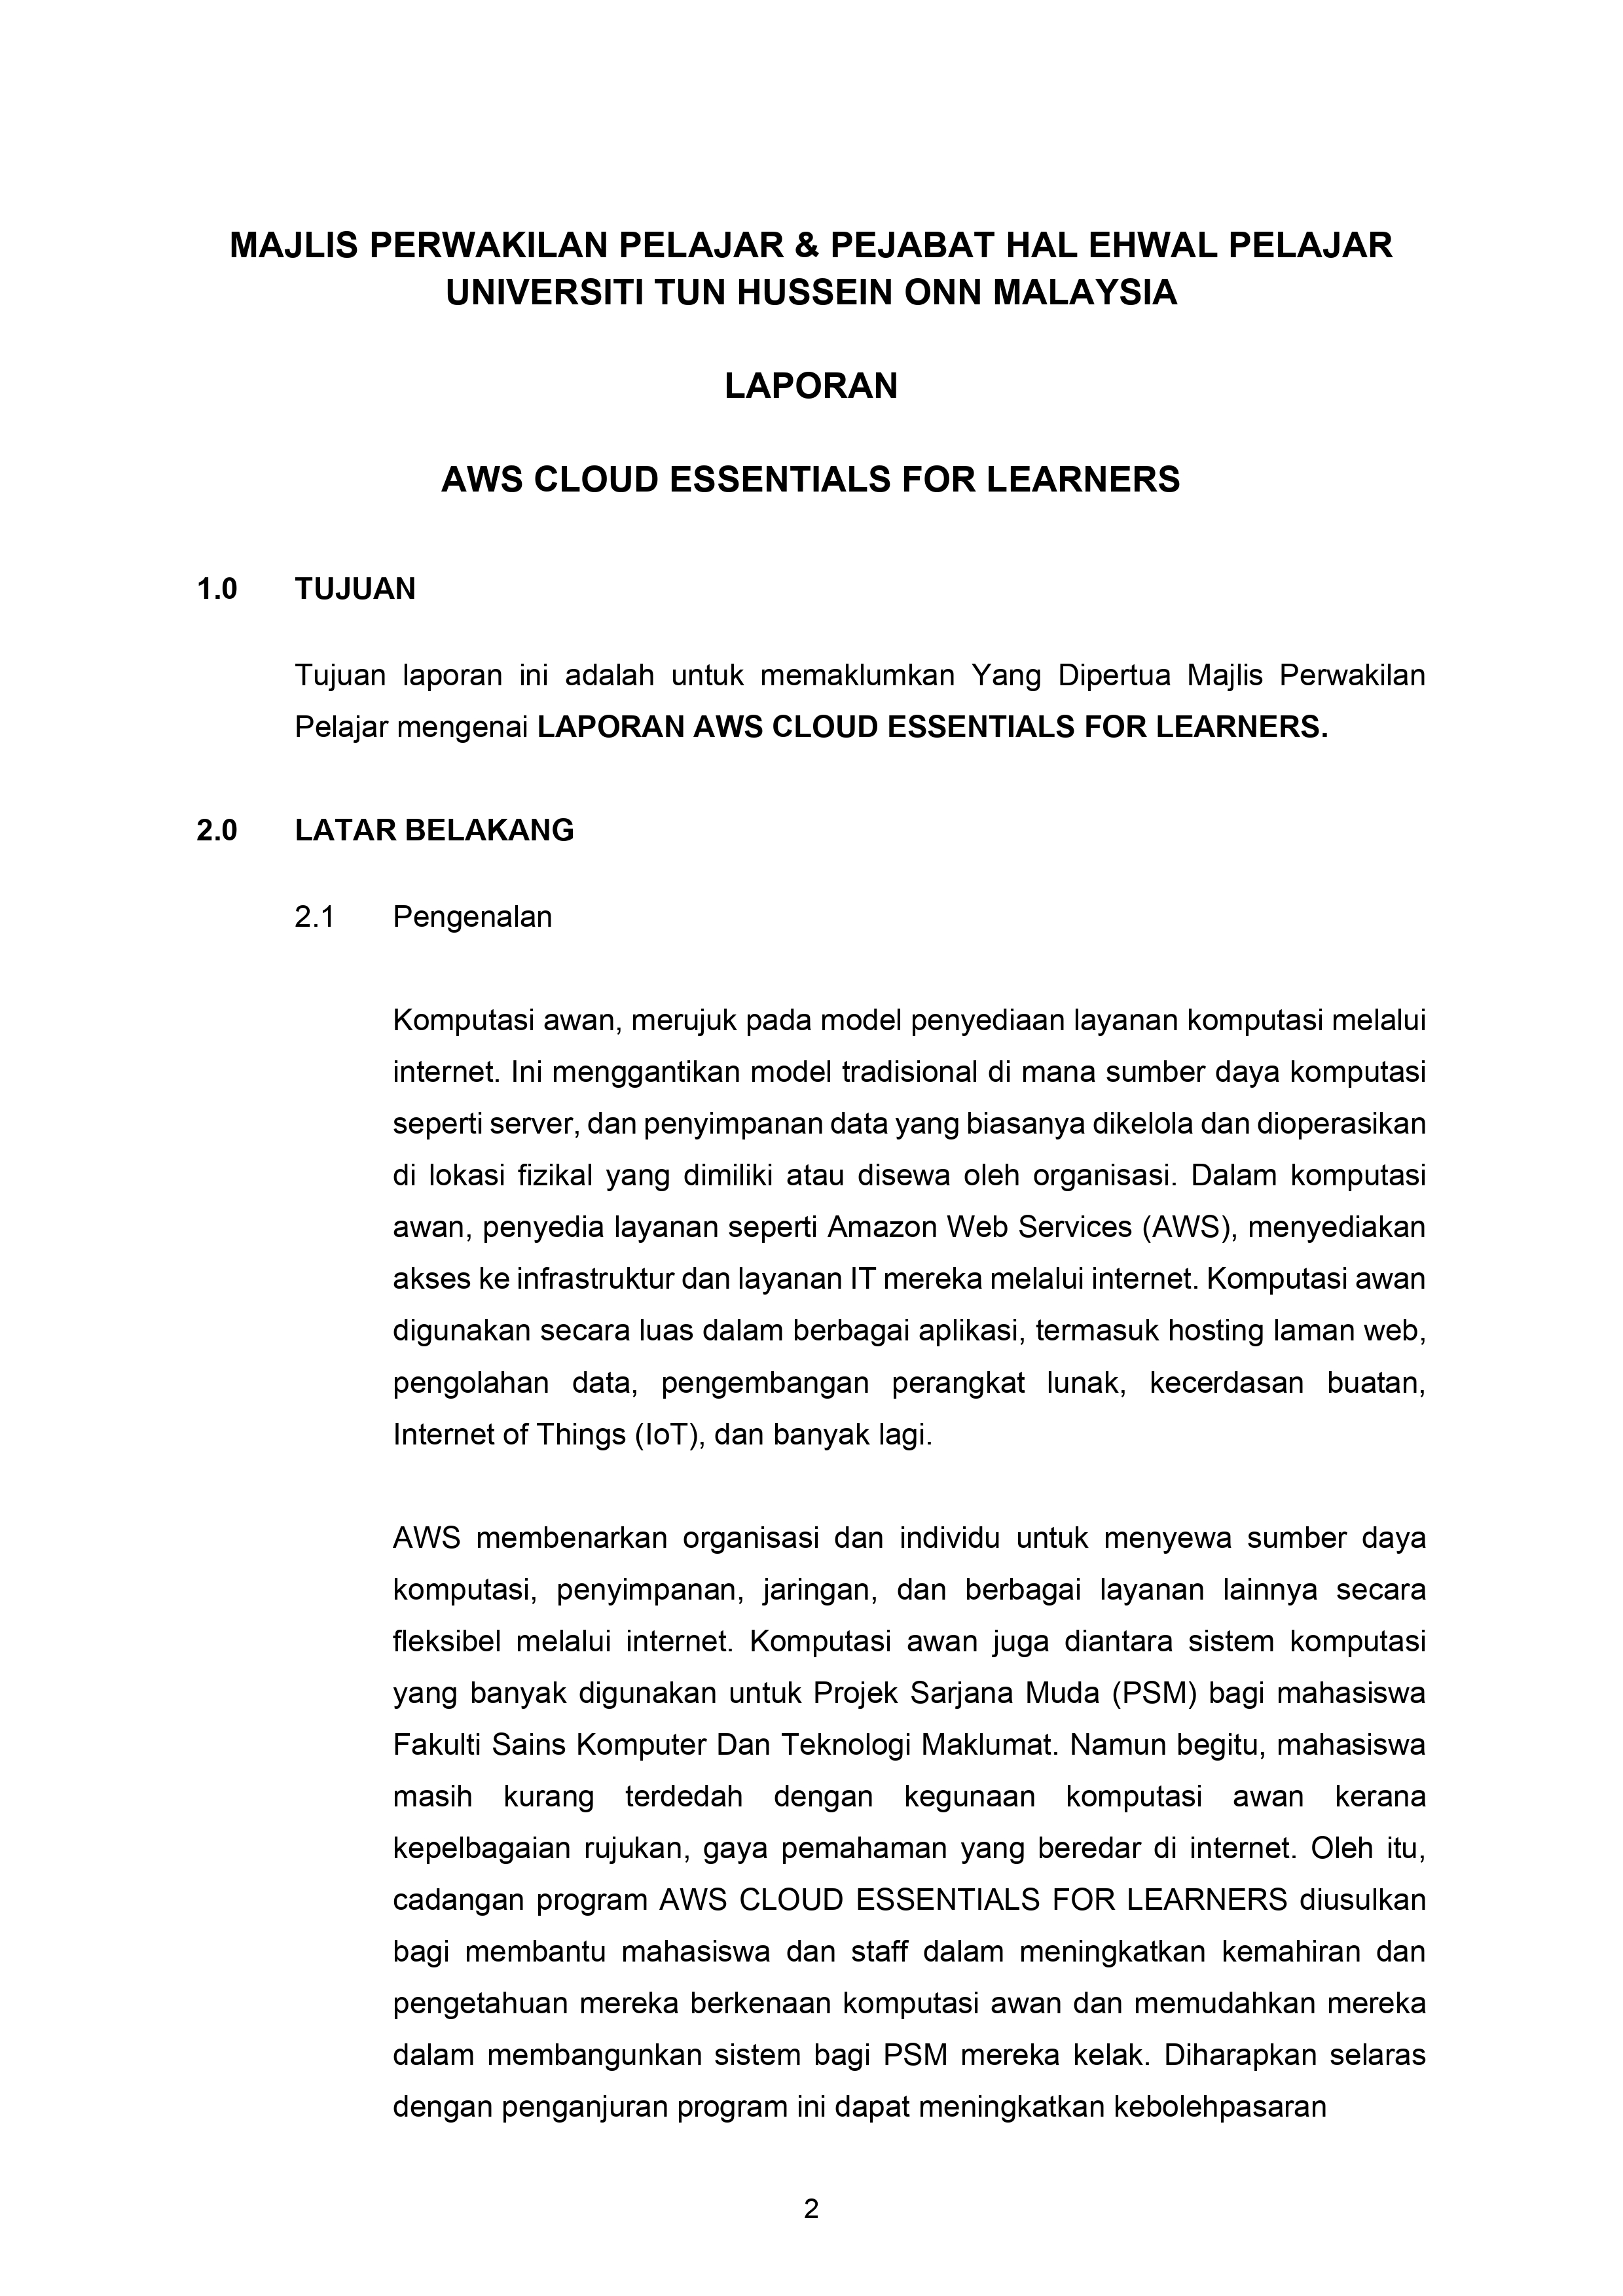 MAJLIS PERWAKILAN PELAJAR & PEJABAT HAL EHWAL PELAJAR
UNIVERSITI TUN HUSSEIN ONN MALAYSIA
LAPORAN
AWS CLOUD ESSENTIALS FOR LEARNERS
1.0 TUJUAN
Tujuan laporan ini adalah untuk memaklumkan Yang Dipertua Majlis Perwakilan
Pelajar mengenai LAPORAN AWS CLOUD ESSENTIALS FOR LEARNERS.
2.0 LATAR BELAKANG
2.1 Pengenalan
Komputasi awan, merujuk pada model penyediaan layanan komputasi melalui
internet. Ini menggantikan model tradisional di mana sumber daya komputasi
seperti server, dan penyimpanan data yang biasanya dikelola dan dioperasikan
di lokasi fizikal yang dimiliki atau disewa oleh organisasi. Dalam komputasi
awan, penyedia layanan seperti Amazon Web Services (AWS), menyediakan
akses ke infrastruktur dan layanan IT mereka melalui internet. Komputasi awan
digunakan secara luas dalam berbagai aplikasi, termasuk hosting laman web,
pengolahan data, pengembangan perangkat lunak, kecerdasan buatan,
Internet of Things (IoT), dan banyak lagi.
AWS membenarkan organisasi dan individu untuk menyewa sumber daya
komputasi, penyimpanan, jaringan, dan berbagai layanan lainnya secara
fleksibel melalui internet. Komputasi awan juga diantara sistem komputasi
yang banyak digunakan untuk Projek Sarjana Muda (PSM) bagi mahasiswa
Fakulti Sains Komputer Dan Teknologi Maklumat. Namun begitu, mahasiswa
masih kurang terdedah dengan kegunaan komputasi awan kerana
kepelbagaian rujukan, gaya pemahaman yang beredar di internet. Oleh itu,
cadangan program AWS CLOUD ESSENTIALS FOR LEARNERS diusulkan
bagi membantu mahasiswa dan staff dalam meningkatkan kemahiran dan
pengetahuan mereka berkenaan komputasi awan dan memudahkan mereka
dalam membangunkan sistem bagi PSM mereka kelak. Diharapkan selaras
dengan penganjuran program ini dapat meningkatkan kebolehpasaran
2